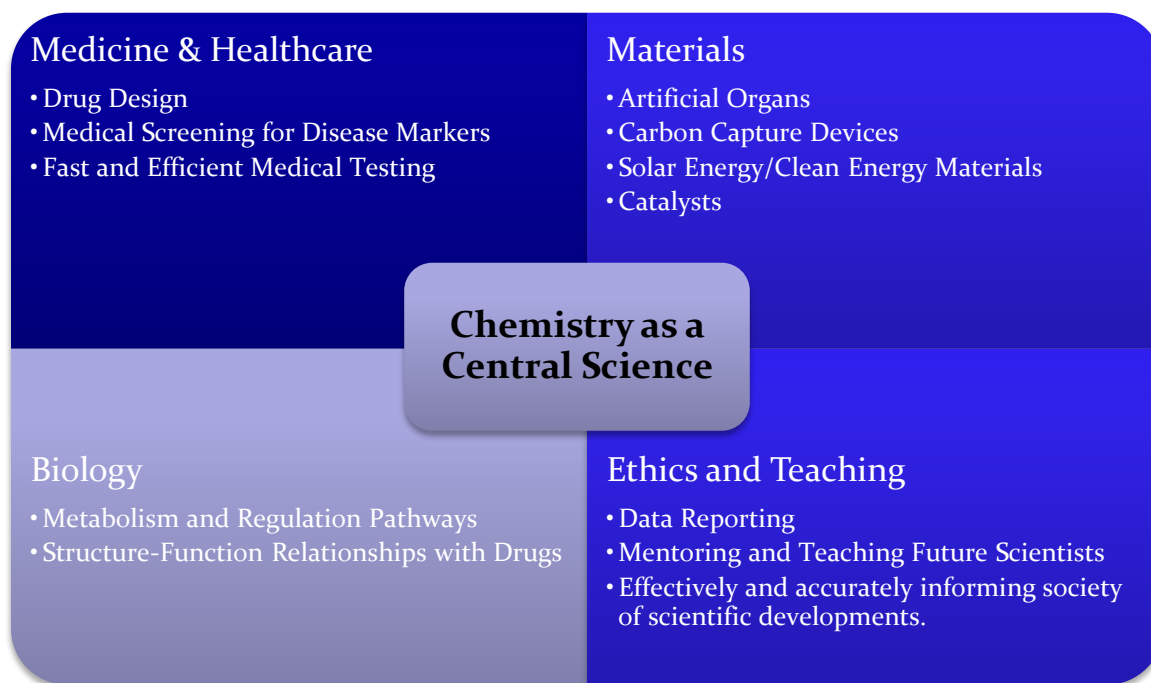 Medicine & Healthcare
• Drug Design
• Medical Screening for Disease Markers
• Fast and Efficient Medical Testing
Materials
• Artificial Organs
• Carbon Capture Devices
• Solar Energy/Clean Energy Materials
• Catalysts
Chemistry as a
Central Science
Biology
• Metabolism and Regulation Pathways
• Structure-Function Relationships with Drugs
Ethics and Teaching
• Data Reporting
• Mentoring and Teaching Future Scientists
• Effectively and accurately informing society
of scientific developments.